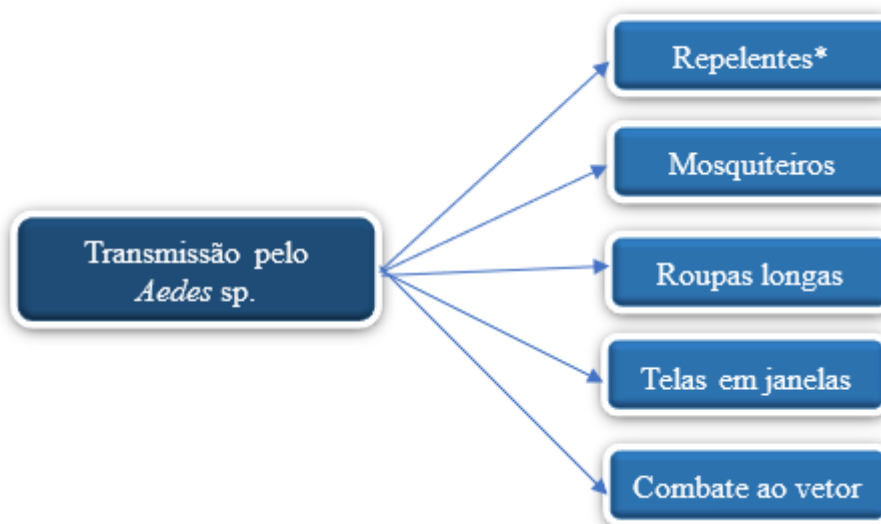 Transmissão pelo
Aedes sp.
Repelentes*
Mosquiteiros
Roupas longas
Telas em janelas
Combate ao vetor